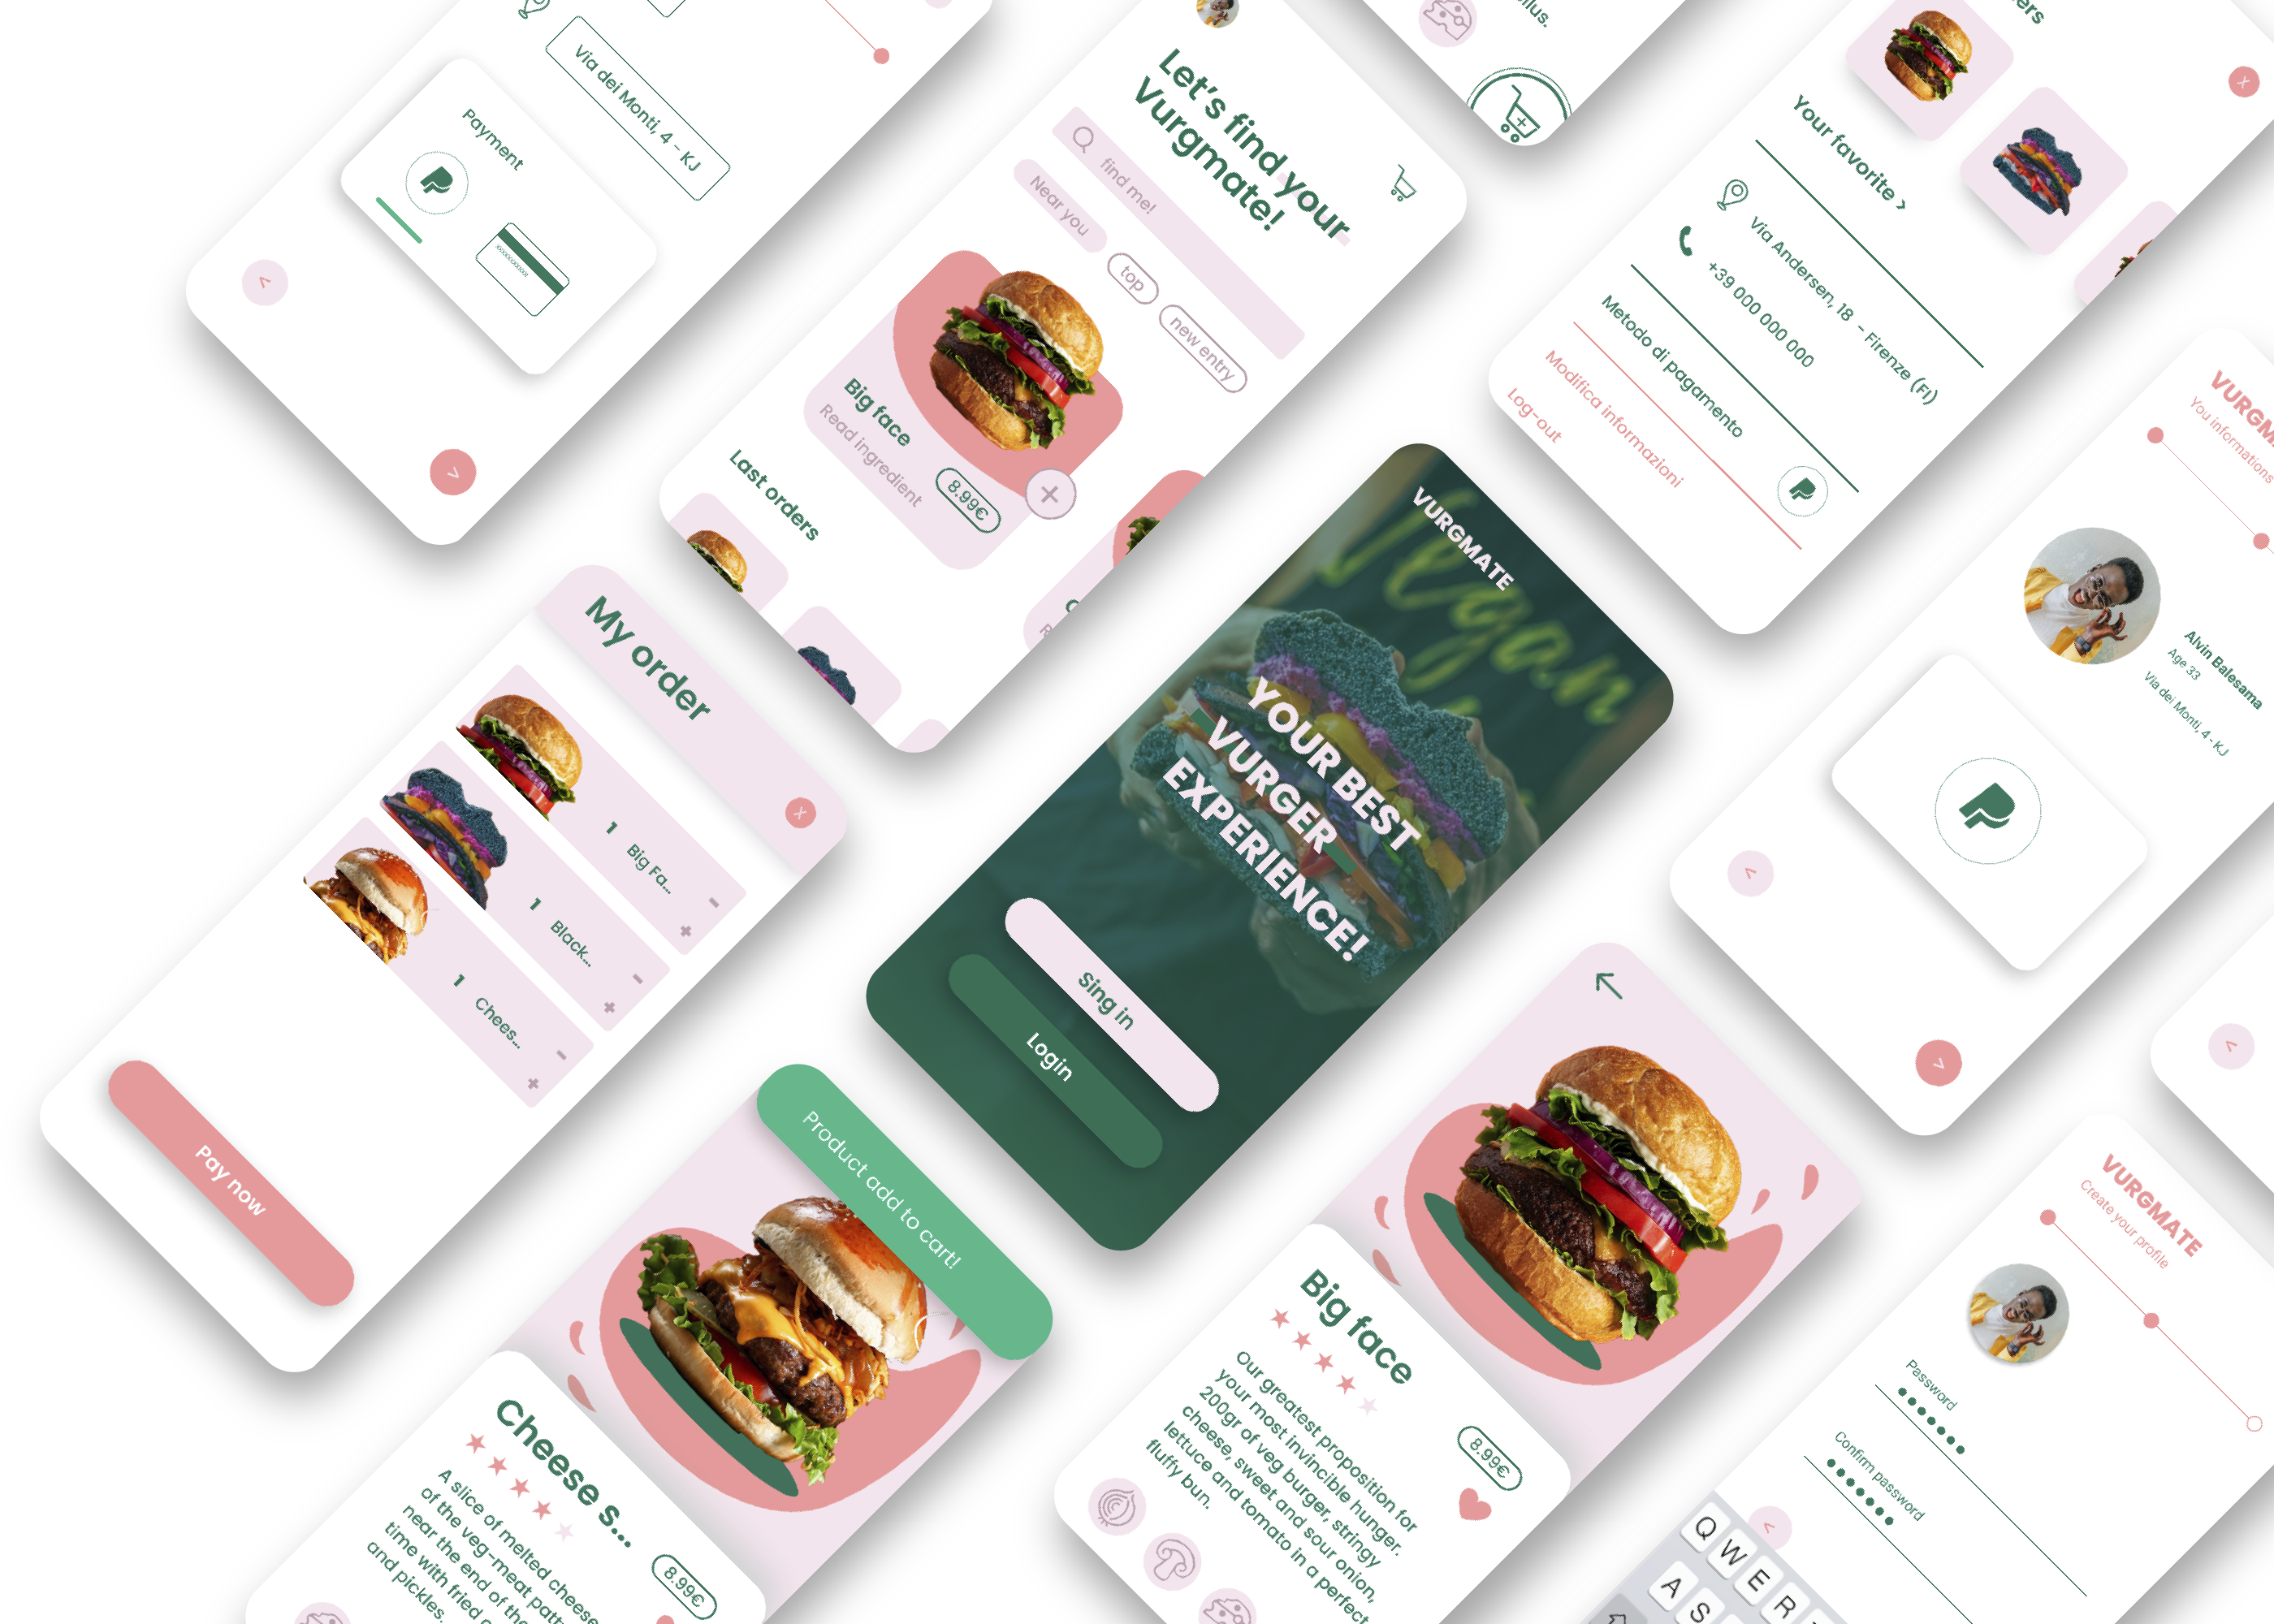 Via dei Monti, 4 - KJ
Payment
Let's find your
Vurgmate!
find me!
Near you
top
new entry
Big face
Read ingredient
8.99€
Last orders
Your favorite >
Via Andersen, 18 - Firenze (FI)
+39 000 000 000
Metodo di pagamento
Modifica informazioni
Log-out
X
You informations
Alvin Balesama
Age 33
Via dei Monti, 4 - KJ
My order
X
1 Big Fa...
- +
1 Black...
- +
1 Chees...
- +
Pay now
VURGMATE
Vegan
YOUR BEST
VURGER
EXPERIENCE!
Sing in
Login
Product add to cart!
Cheese s...
8.99€
A slice of melted cheese
of the veg-meat
near the end of the
time with fried
and pickles.
Big face
8.99€
Our greatest proposition for
your most invincible hunger.
200gr of veg burger, stringy
cheese, sweet and sour onion,
lettuce and tomato in a perfect
fluffy bun.
VURGMATE
Create your profile
Password
Confirm password
Q W E R
A S